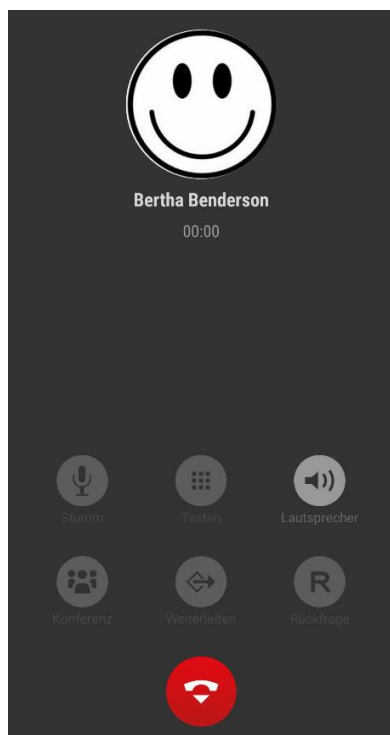 Bertha Benderson
00:00
Stumm Tasten Lautsprecher
R
Konferenz Weiterleiten Rückfrage